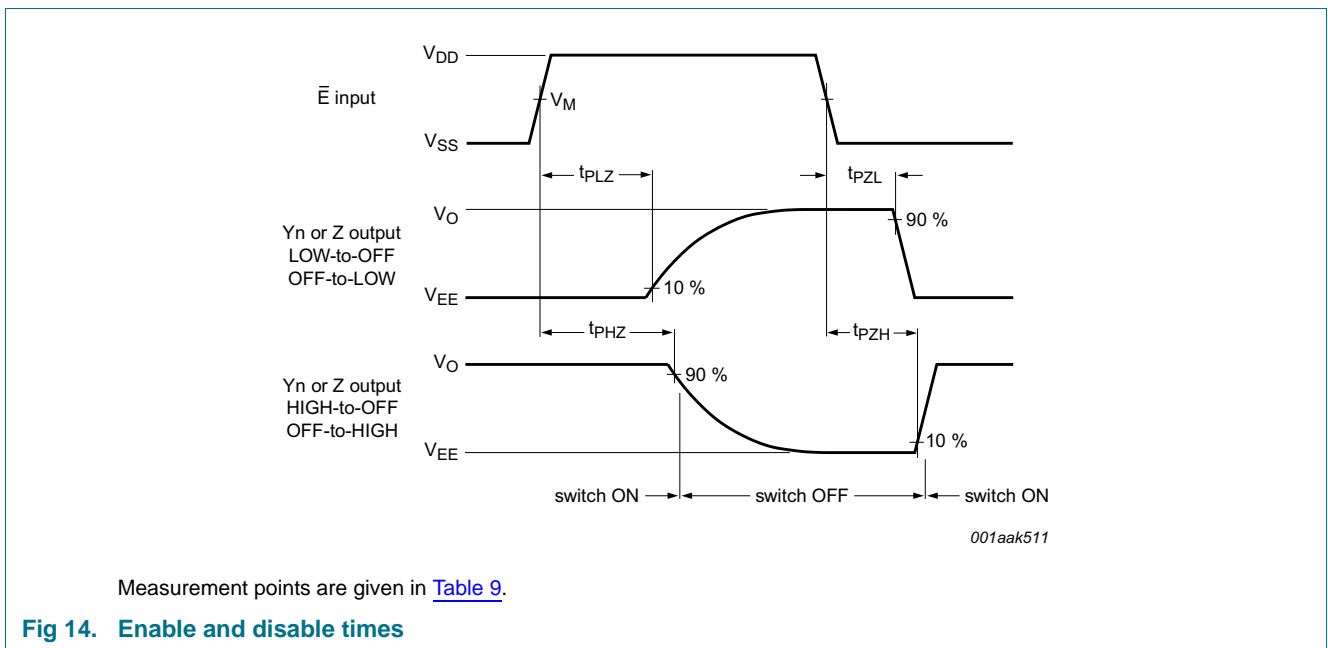 V_DD
Ē input
V_M
V_SS
t_PLZ
t_PZL
V_O
90 %
Yn or Z output
LOW-to-OFF
OFF-to-LOW
10 %
V_EE
t_PHZ
t_PZH
V_O
90 %
Yn or Z output
HIGH-to-OFF
OFF-to-HIGH
10 %
V_EE
switch ON
switch OFF
switch ON
001aak511
Measurement points are given in Table 9.
Fig 14. Enable and disable times